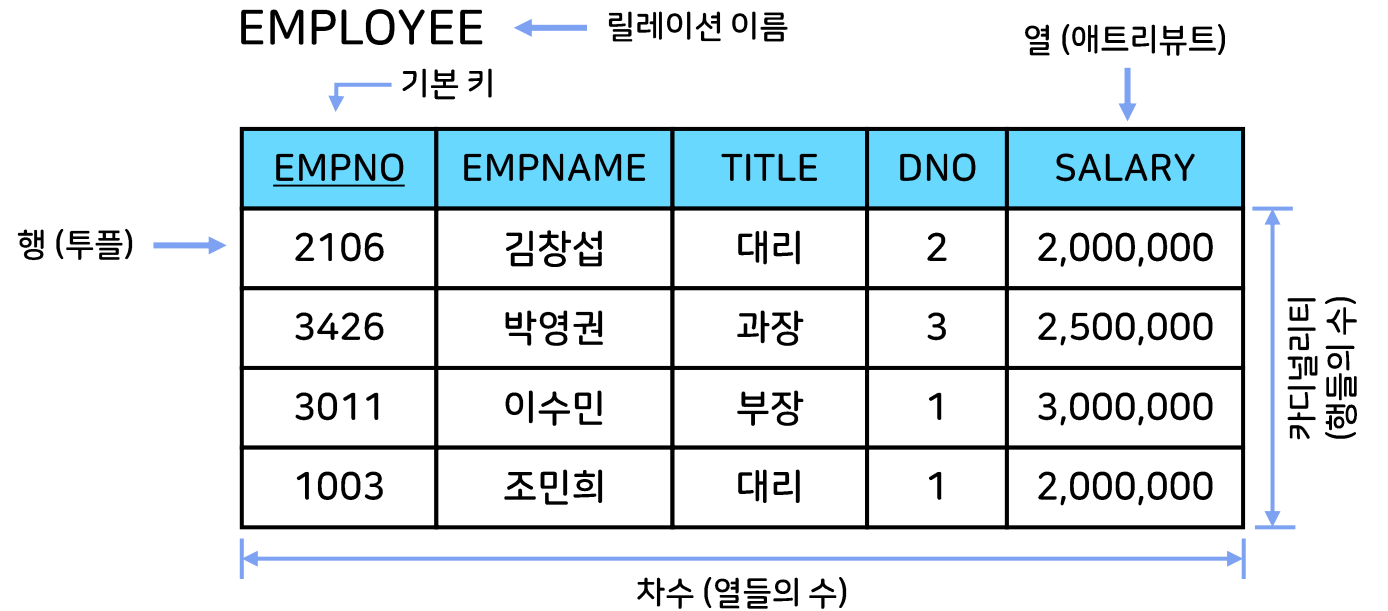 EMPLOYEE 릴레이션 이름
열 (애트리뷰트)
기본 키
EMPNO EMPNAME TITLE DNO SALARY
행 (투플)
2106 김창섭 대리 2 2,000,000
3426 박영권 과장 3 2,500,000
3011 이수민 부장 1 3,000,000
1003 조민희 대리 1 2,000,000
카디널리티
(행들의 수)
차수 (열들의 수)